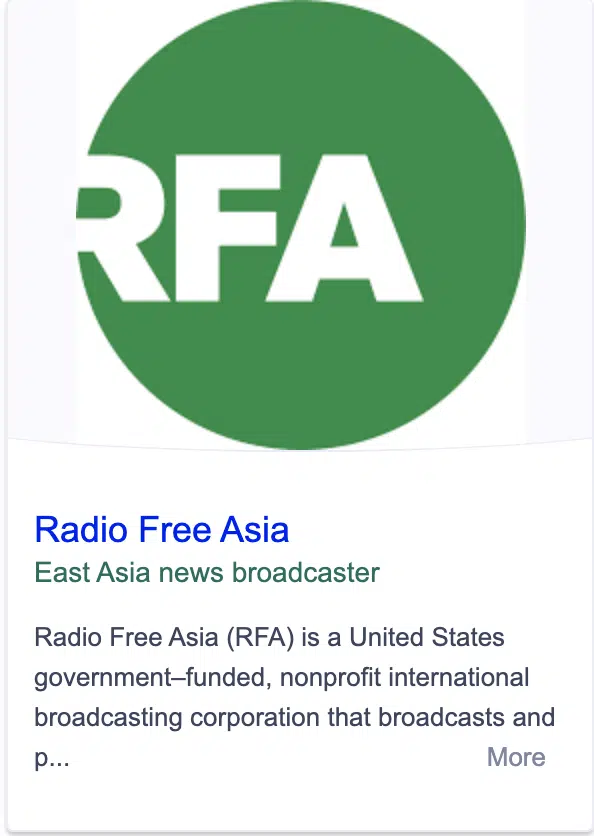 RFA
Radio Free Asia
East Asia news broadcaster
Radio Free Asia (RFA) is a United States
government–funded, nonprofit international
broadcasting corporation that broadcasts and
p... More